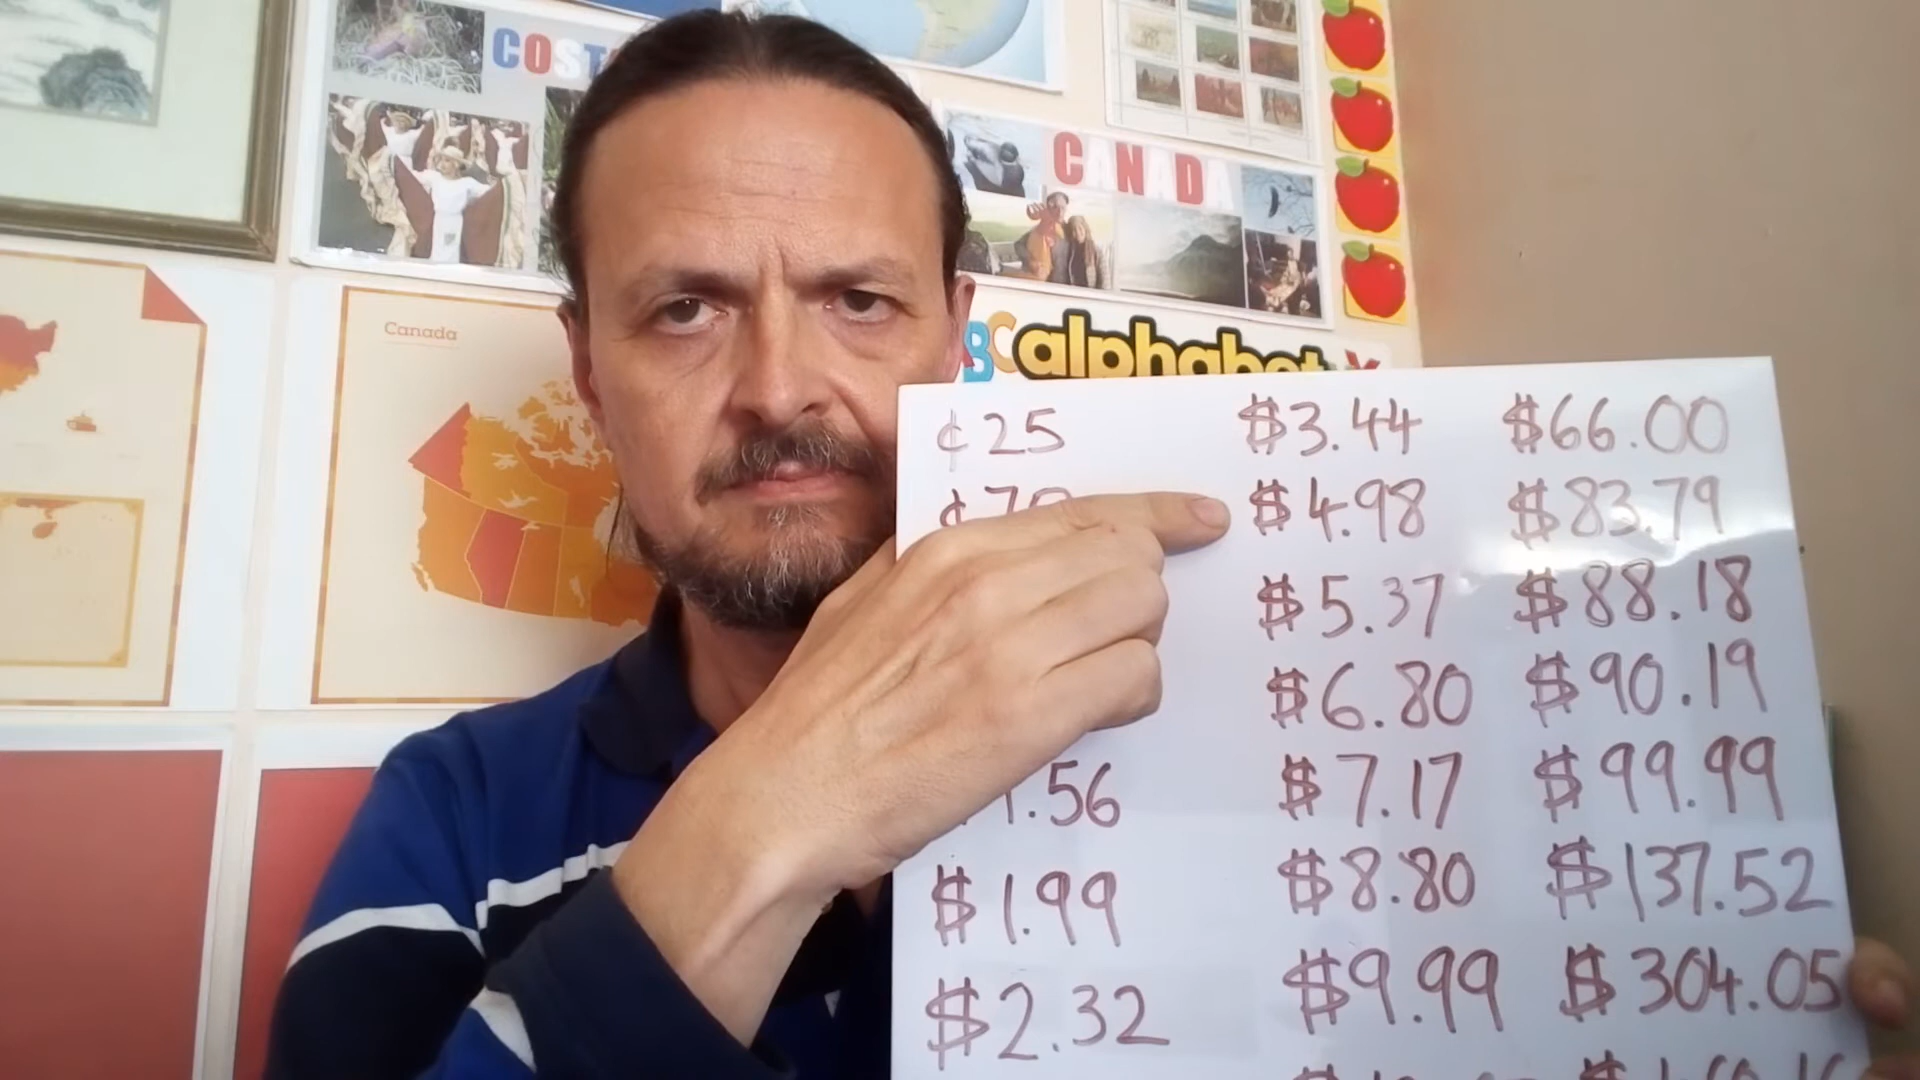 CANADA
Canada
ABC alphabet
¢25 $3.44 $66.00
$4.98 $83.79
$5.37 $88.18
$6.80 $90.19
.56 $7.17 $99.99
$1.99 $8.80 $137.52
$2.32 $9.99 $304.05